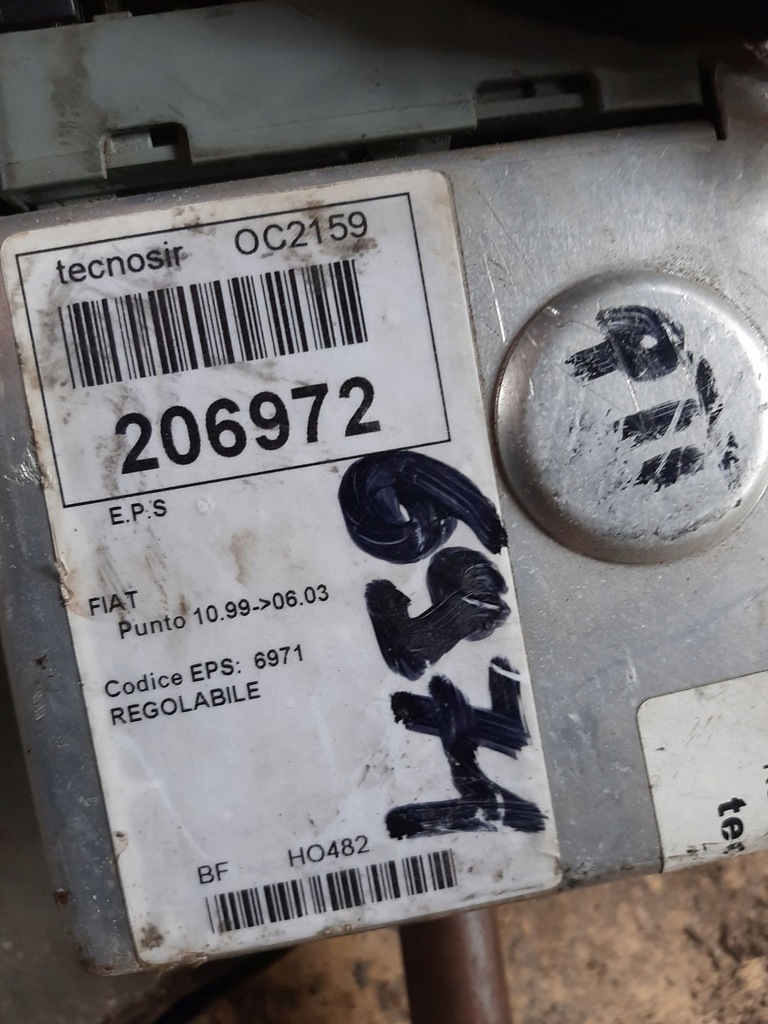 tecnosir OC2159
206972
E.P.S
FIAT
Punto 10.99->06.03
Codice EPS: 6971
REGOLABILE
BF HO482